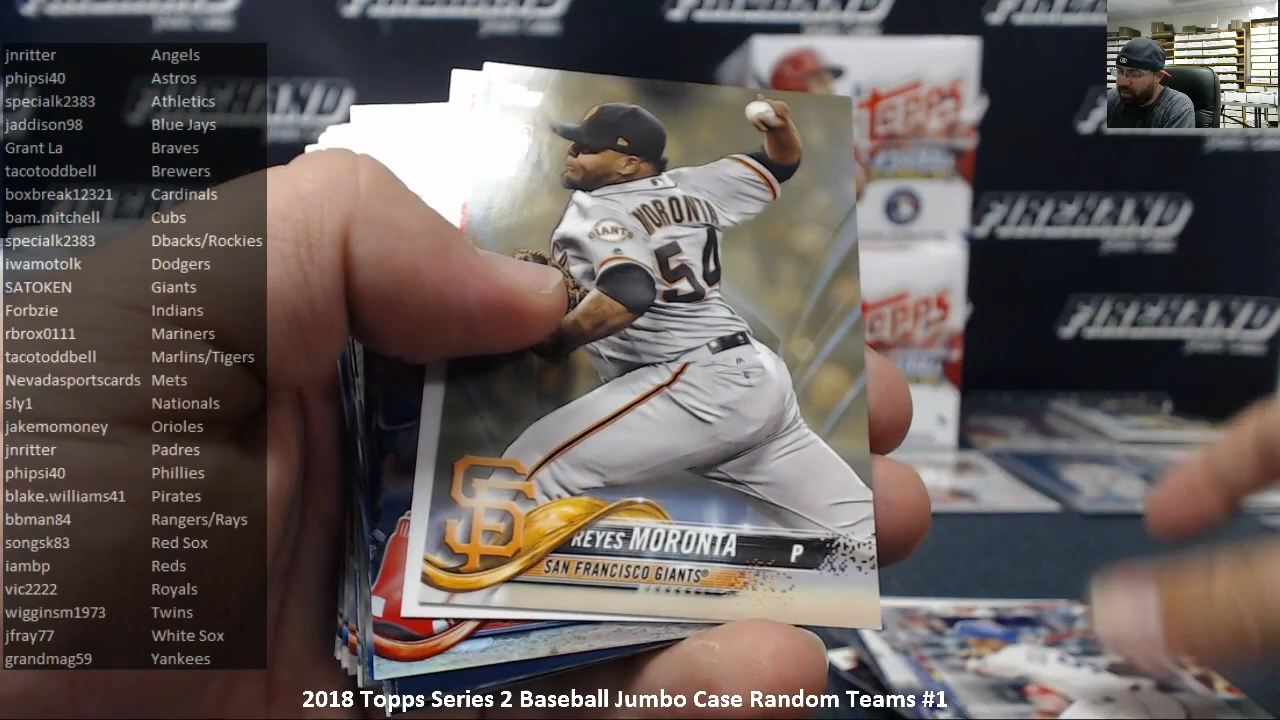 jnritter Angels
phipsi40 Astros
specialk2383 Athletics
jaddison98 Blue Jays
Grant La Braves
tacotoddbell Brewers
boxbreak12321 Cardinals
bam.mitchell Cubs
specialk2383 Dbacks/Rockies
iwamotolk Dodgers
SATOKEN Giants
Forbzie Indians
rbrox0111 Mariners
tacotoddbell Marlins/Tigers
Nevadasportscards Mets
sly1 Nationals
jakemomoney Orioles
jnritter Padres
phipsi40 Phillies
blake.williams41 Pirates
bbman84 Rangers/Rays
songsk83 Red Sox
iambp Reds
vic2222 Royals
wigginsm1973 Twins
jfray77 White Sox
grandmag59 Yankees
FIREHAND
FIREHAND
TOPPS
TOPPS
MORONTA
54
GIANTS
SF
REYES MORONTA P
SAN FRANCISCO GIANTS®
2018 Topps Series 2 Baseball Jumbo Case Random Teams #1